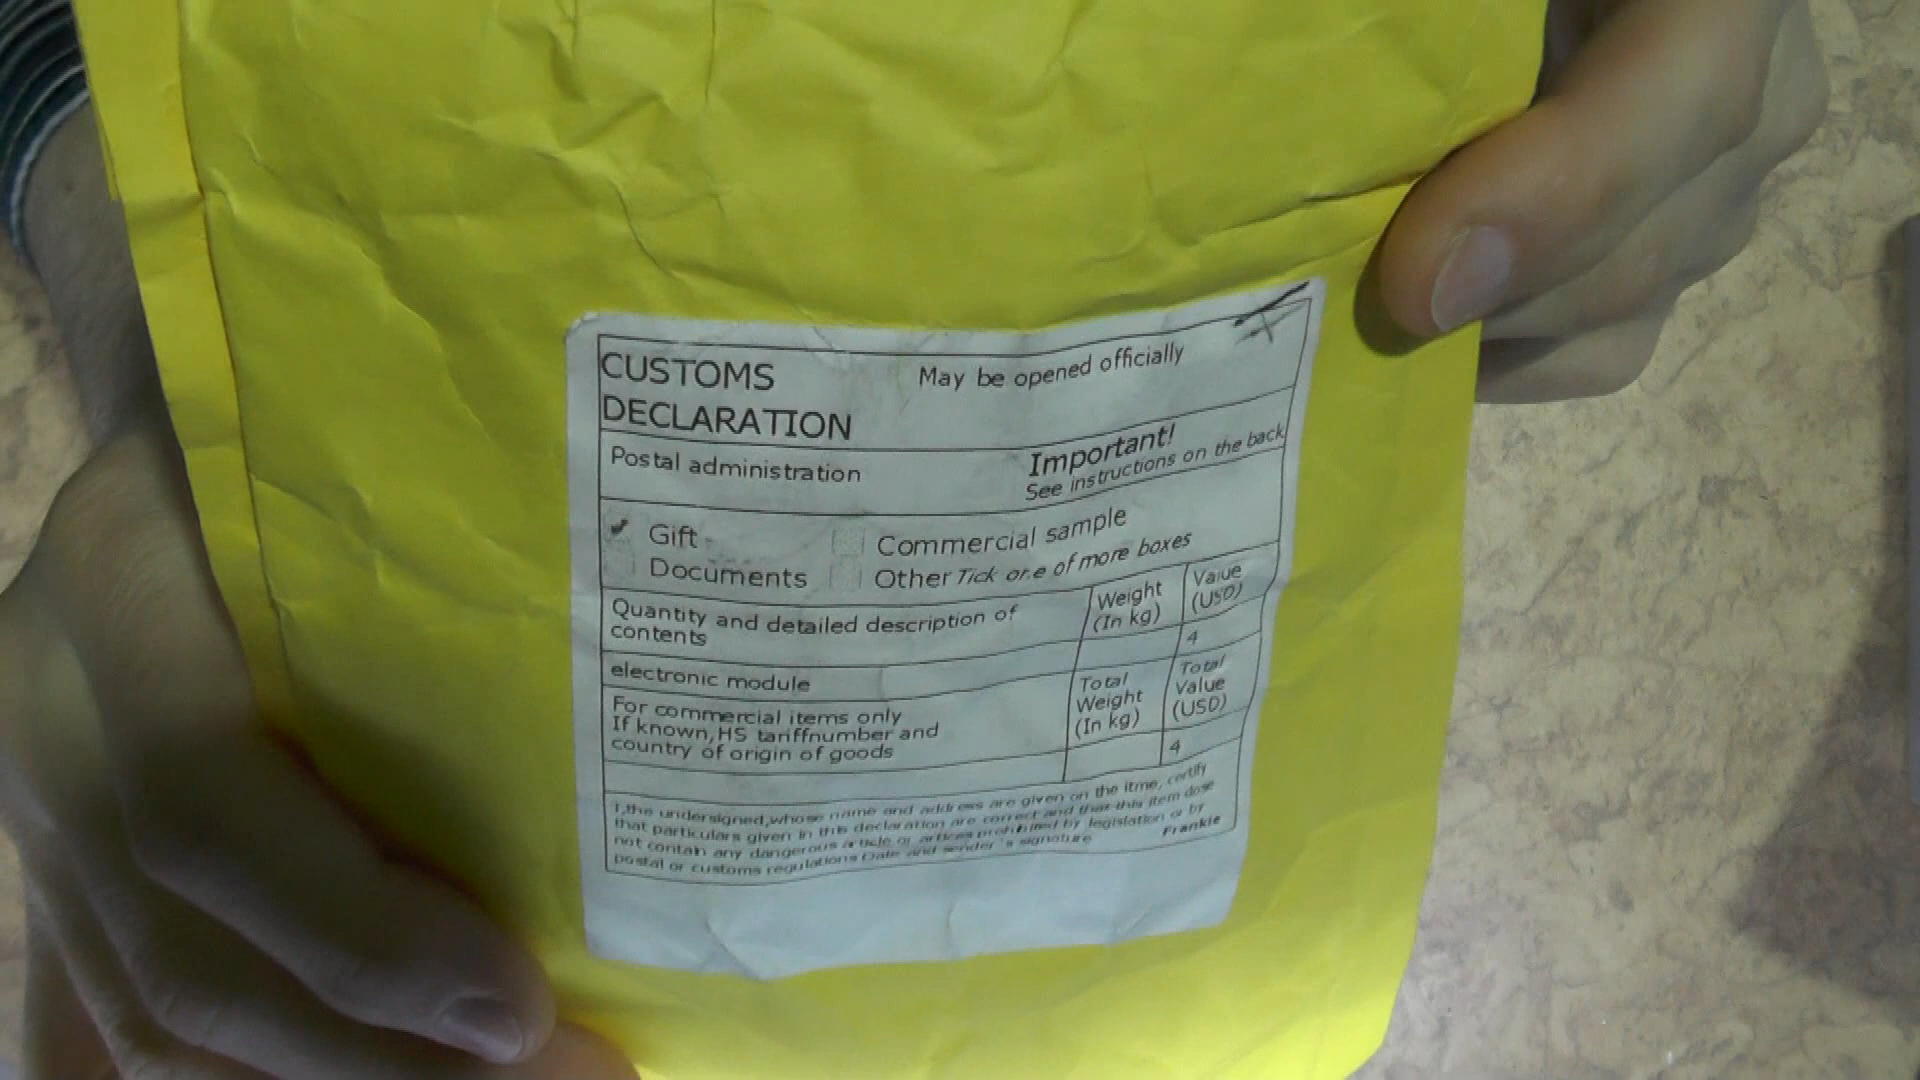 CUSTOMS
DECLARATION
May be opened officially
Postal administration
Important!
See instructions on the back
Gift
Commercial sample
Documents
Other Tick one of more boxes
Quantity and detailed description of
contents
Weight
(In kg)
Value
(USD)
4
electronic module
Total
Weight
(In kg)
Total
Value
(USD)
For commercial items only
If known,HS tariffnumber and
country of origin of goods
4
I,the undersigned,whose name and address are given on the itme, certify
that particulars given in this declaration are correct and that this item dose
not contain any dangerous article or artices prohibited by legislation or by
postal or customs regulations Date and sender's signature
Frankie